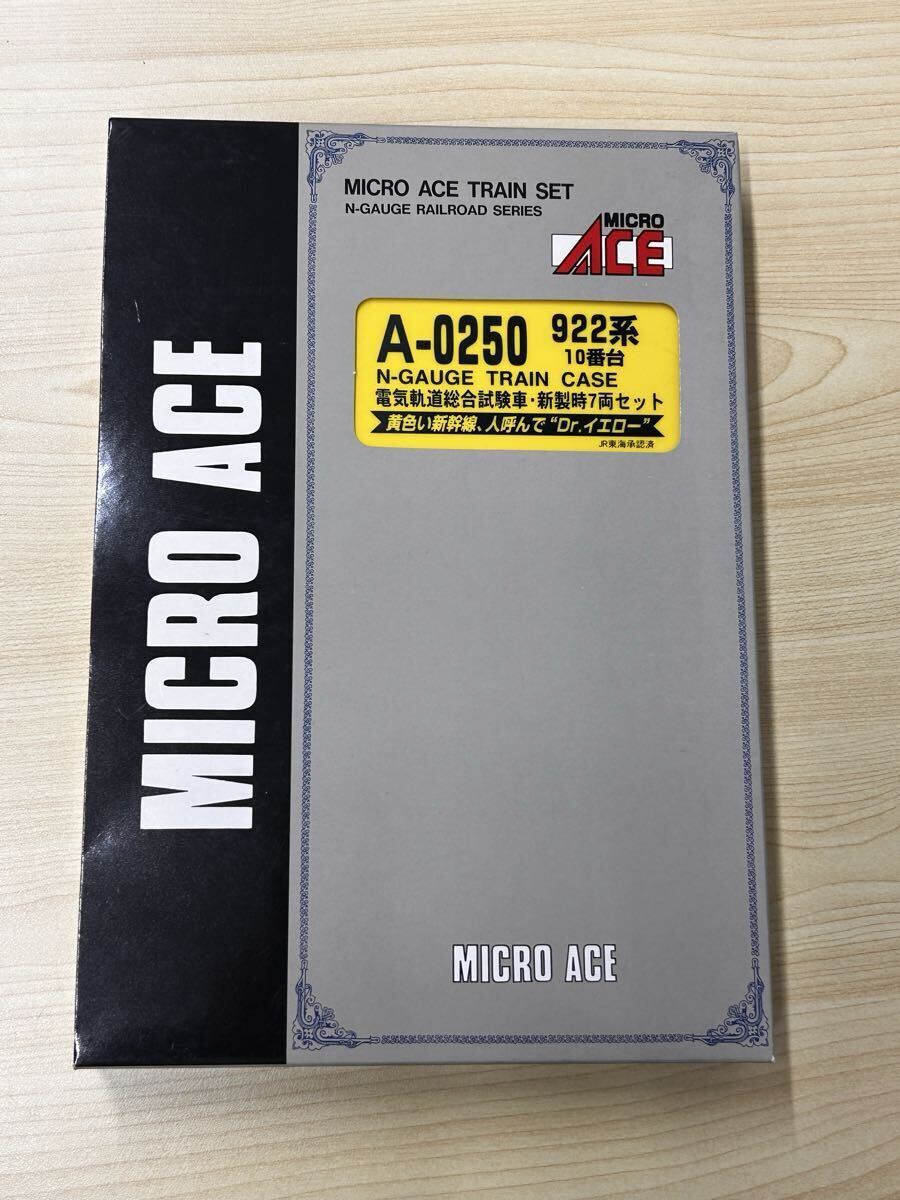 MICRO ACE
MICRO ACE TRAIN SET
N-GAUGE RAILROAD SERIES
MICRO
ACE
A-0250 922系
10番台
N-GAUGE TRAIN CASE
電気軌道総合試験車・新製時7両セット
黄色い新幹線、人呼んで“Dr.イエロー”
JR東海承認済
MICRO ACE